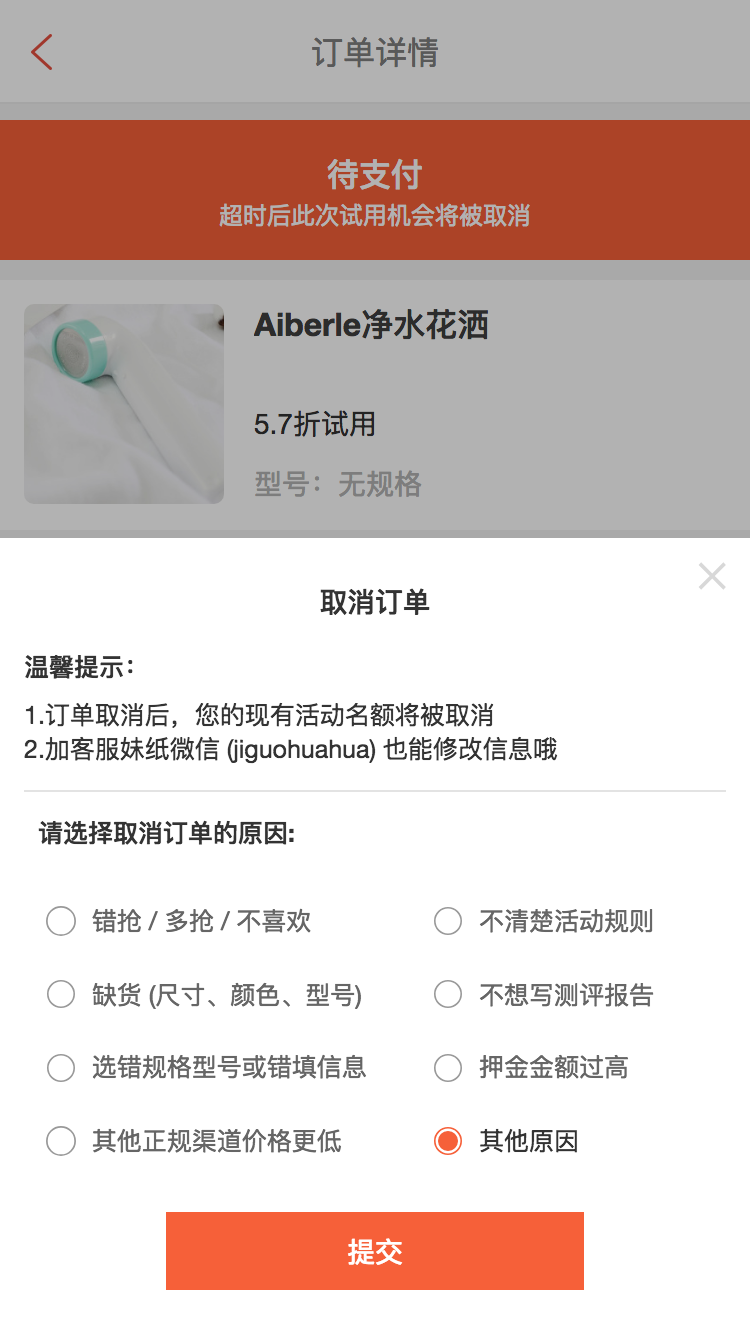 订单详情
待支付
超时后此次试用机会将被取消
Aiberle净水花洒
5.7折试用
型号：无规格
取消订单
温馨提示：
1.订单取消后，您的现有活动名额将被取消
2.加客服妹纸微信 (jiguohuahua) 也能修改信息哦
请选择取消订单的原因:
错抢 / 多抢 / 不喜欢
不清楚活动规则
缺货 (尺寸、颜色、型号)
不想写测评报告
选错规格型号或错填信息
押金金额过高
其他正规渠道价格更低
其他原因
提交